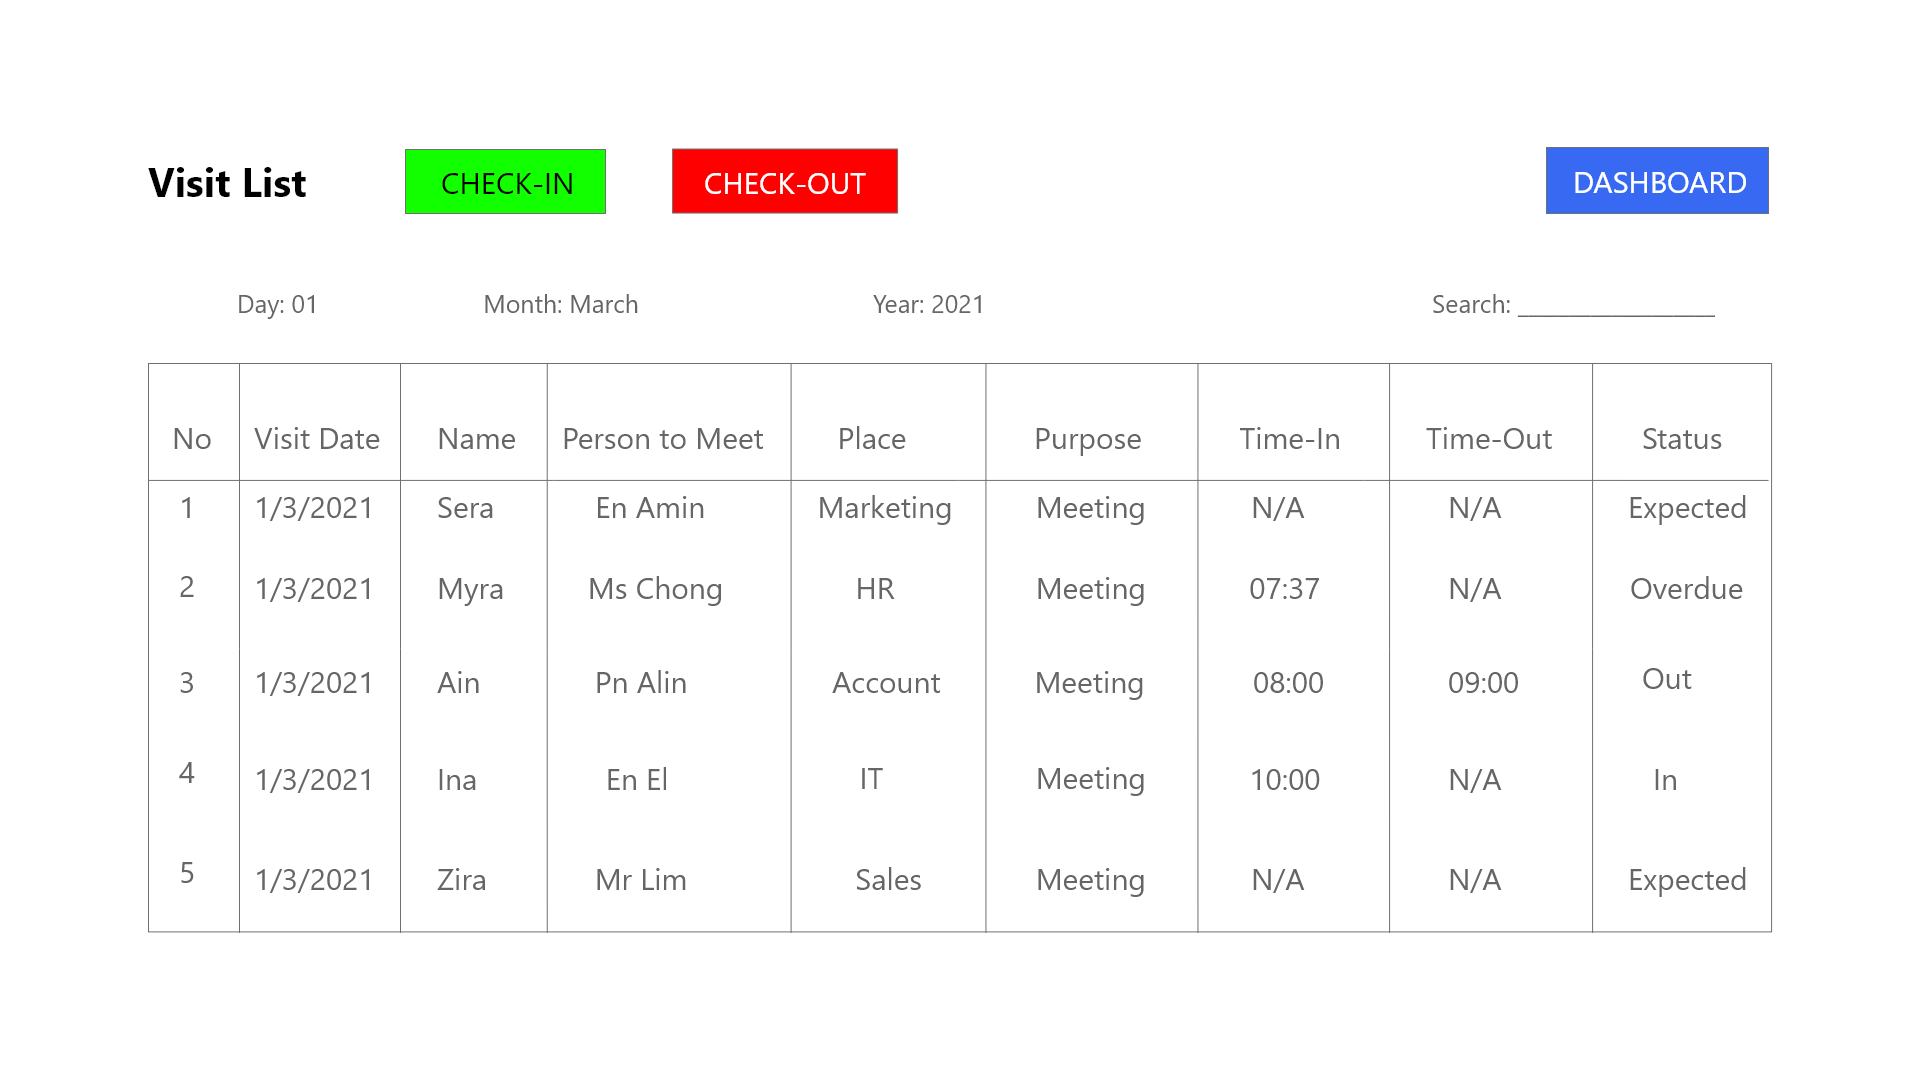 Visit List CHECK-IN CHECK-OUT DASHBOARD
Day: 01 Month: March Year: 2021 Search: ________________
No Visit Date Name Person to Meet Place Purpose Time-In Time-Out Status
1 1/3/2021 Sera En Amin Marketing Meeting N/A N/A Expected
2 1/3/2021 Myra Ms Chong HR Meeting 07:37 N/A Overdue
3 1/3/2021 Ain Pn Alin Account Meeting 08:00 09:00 Out
4 1/3/2021 Ina En El IT Meeting 10:00 N/A In
5 1/3/2021 Zira Mr Lim Sales Meeting N/A N/A Expected